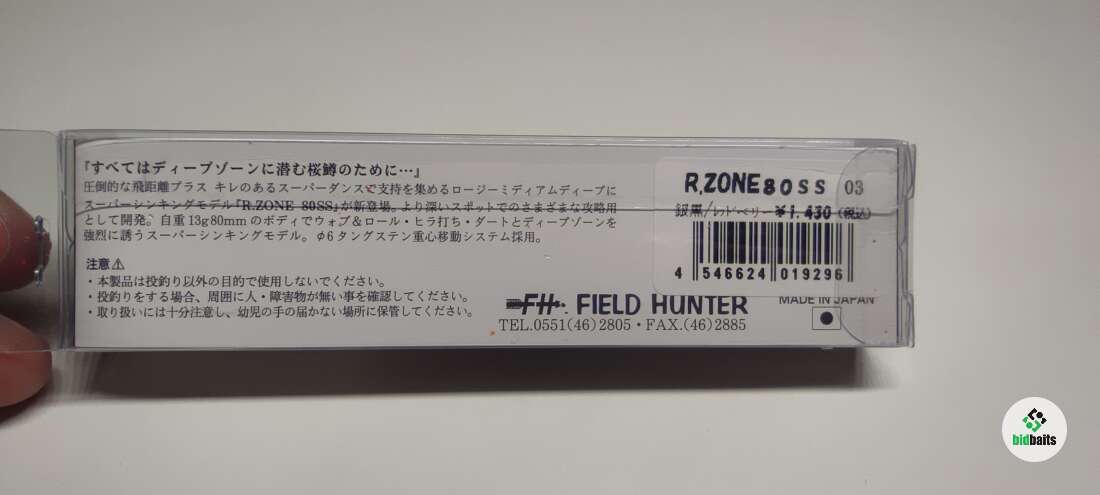 『すべてはディープゾーンに潜む桜鱒のために…』
圧倒的な飛距離プラス キレのあるスーパーダンスで支持を集めるロージーミディアムディープに
スーパーシンキングモデル「R.ZONE 80SS」が新登場。より深いスポットでのさまざまな攻略用
として開発。自重13g80mmのボディでウォブ＆ロール・ヒラ打ち・ダートとディープゾーンを
強烈に誘うスーパーシンキングモデル。φ6タングステン重心移動システム採用。
注意⚠
・本製品は投釣り以外の目的で使用しないでください。
・投釣りをする場合、周囲に人・障害物が無い事を確認してください。
・取り扱いには十分注意し、幼児の手の届かない場所に保管してください。
R.ZONE80SS 03
銀黒/レッドベリー ¥1,430(税込)
4 546624 019296
FH. FIELD HUNTER
MADE IN JAPAN
TEL.0551(46)2805・FAX.(46)2885
bidbaits